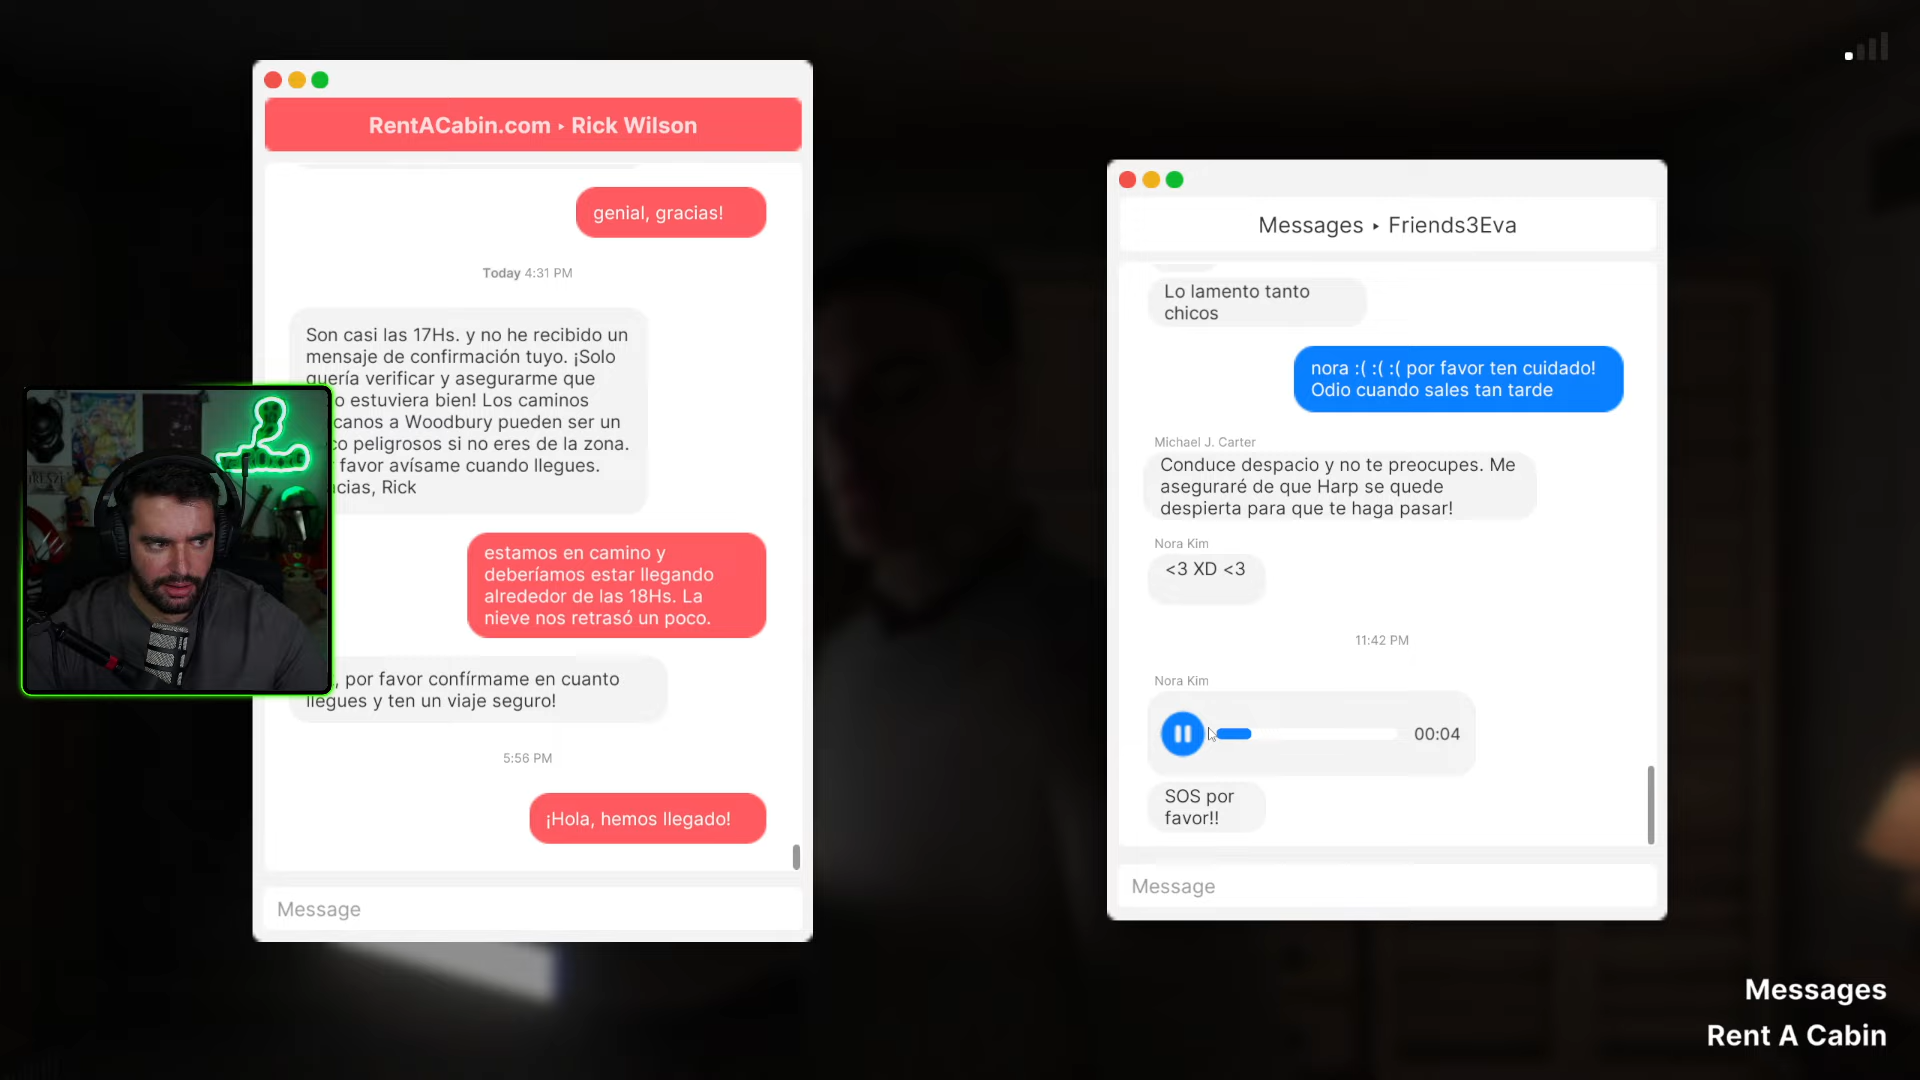 RentACabin.com ▸ Rick Wilson
genial, gracias!
Today 4:31 PM
Son casi las 17Hs. y no he recibido un
mensaje de confirmación tuyo. ¡Solo
quería verificar y asegurarme que
estuviera bien! Los caminos
a Woodbury pueden ser un
peligrosos si no eres de la zona.
favor avísame cuando llegues.
Rick
estamos en camino y
deberíamos estar llegando
alrededor de las 18Hs. La
nieve nos retrasó un poco.
, por favor confírmame en cuanto
llegues y ten un viaje seguro!
5:56 PM
¡Hola, hemos llegado!
Message
Messages ▸ Friends3Eva
Lo lamento tanto
chicos
nora :( :( :( por favor ten cuidado!
Odio cuando sales tan tarde
Michael J. Carter
Conduce despacio y no te preocupes. Me
aseguraré de que Harp se quede
despierta para que te haga pasar!
Nora Kim
<3 XD <3
11:42 PM
Nora Kim
00:04
SOS por
favor!!
Message
Messages
Rent A Cabin